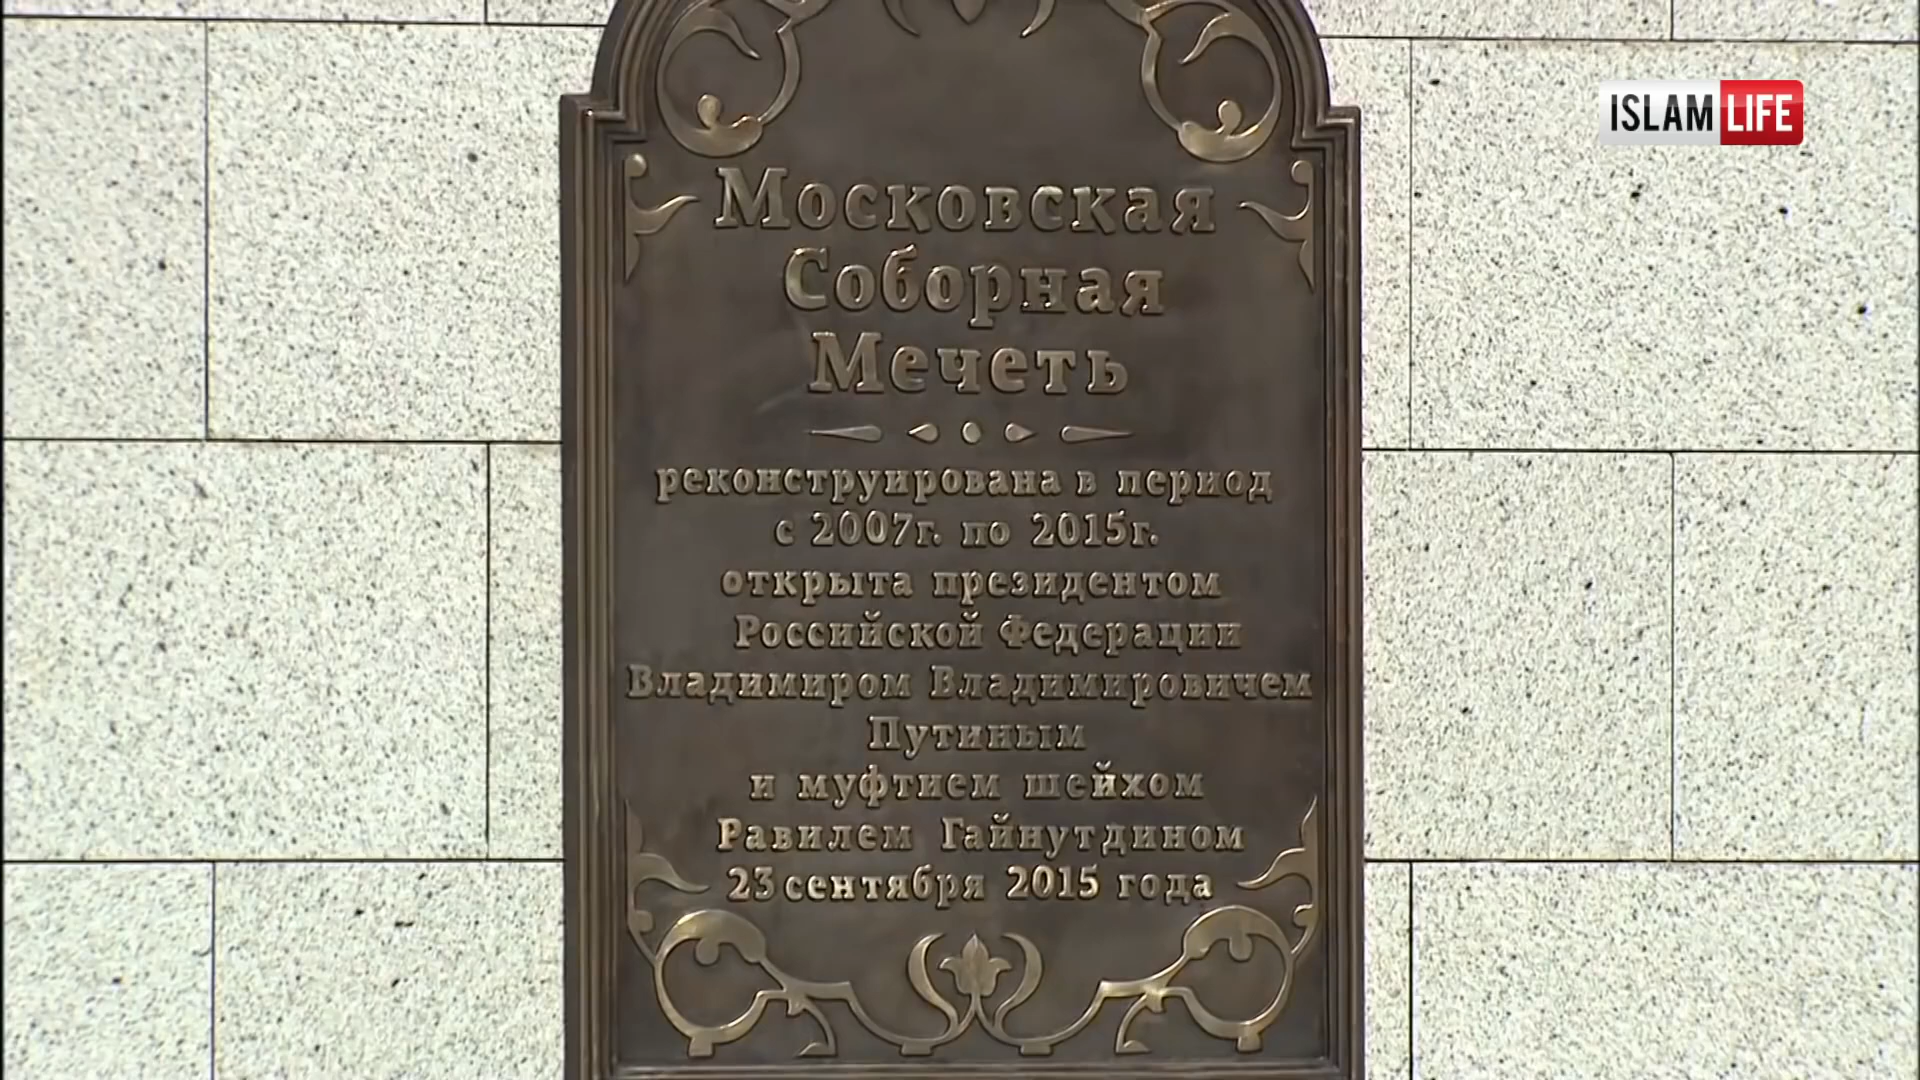 ISLAM LIFE
Московская
Соборная
Мечеть
реконструирована в период
с 2007г. по 2015г.
открыта президентом
Российской Федерации
Владимиром Владимировичем
Путиным
и муфтием шейхом
Равилем Гайнутдином
23 сентября 2015 года